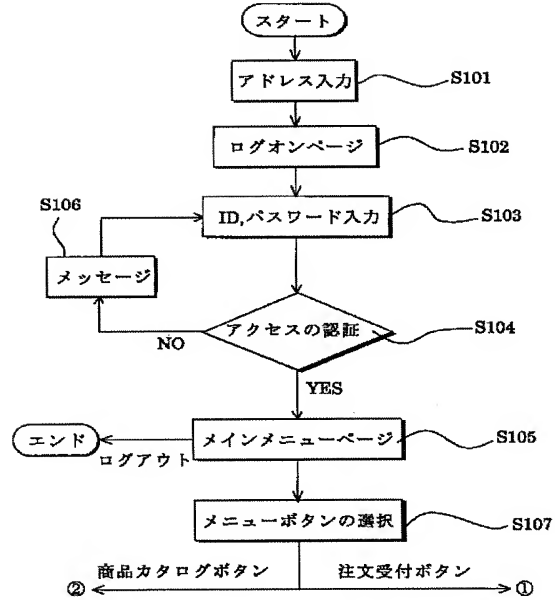 スタート
アドレス入力
S101
ログオンページ
S102
S106
ID,パスワード入力
S103
メッセージ
アクセスの認証
S104
NO
YES
エンド
ログアウト
メインメニューページ
S105
メニューボタンの選択
S107
商品カタログボタン
注文受付ボタン
②
①